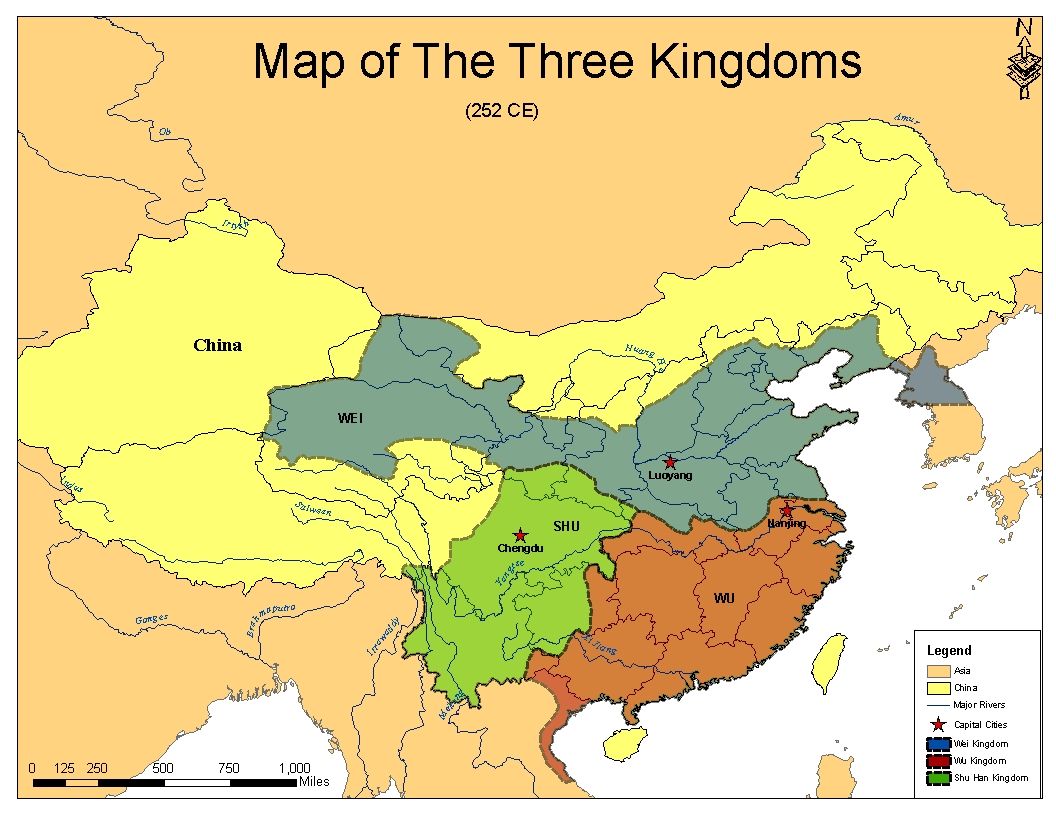 Map of The Three Kingdoms
(252 CE)
N
Ob
Amur
Irtysh
China
Huang He
WEI
Luoyang
Indus
Salween
Nanjing
SHU
Chengdu
Yangtse
WU
Ganges
Brahmaputra
Irrawaddy
Xi Jiang
Mekong
Legend
Asia
China
Major Rivers
Capital Cities
Wei Kingdom
Wu Kingdom
Shu Han Kingdom
0 125 250 500 750 1,000
Miles